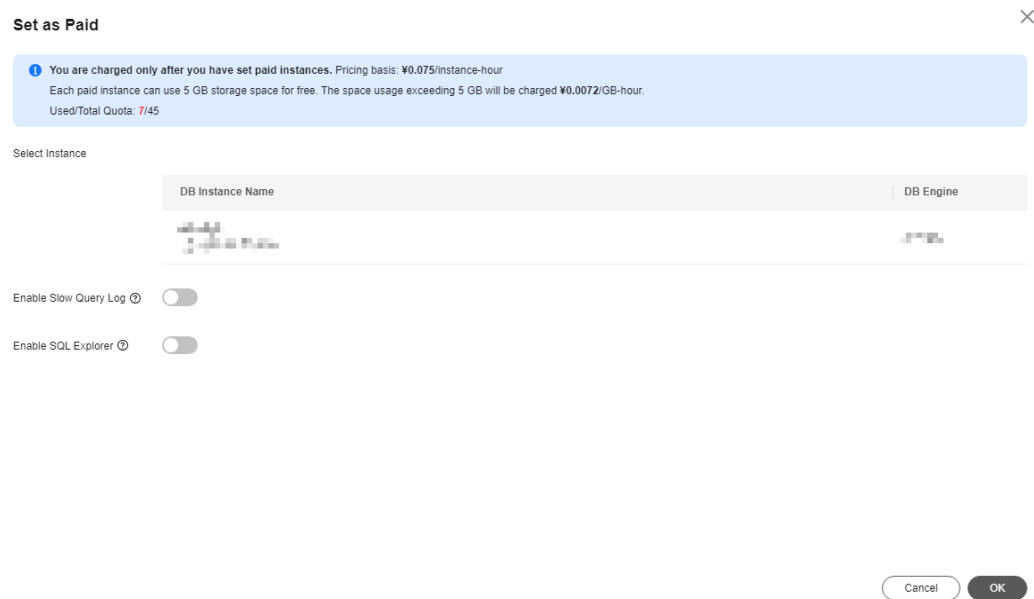 Set as Paid
You are charged only after you have set paid instances. Pricing basis: ¥0.075/instance-hour
Each paid instance can use 5 GB storage space for free. The space usage exceeding 5 GB will be charged ¥0.0072/GB-hour.
Used/Total Quota: 7/45
Select Instance
DB Instance Name DB Engine
Enable Slow Query Log
Enable SQL Explorer
Cancel OK